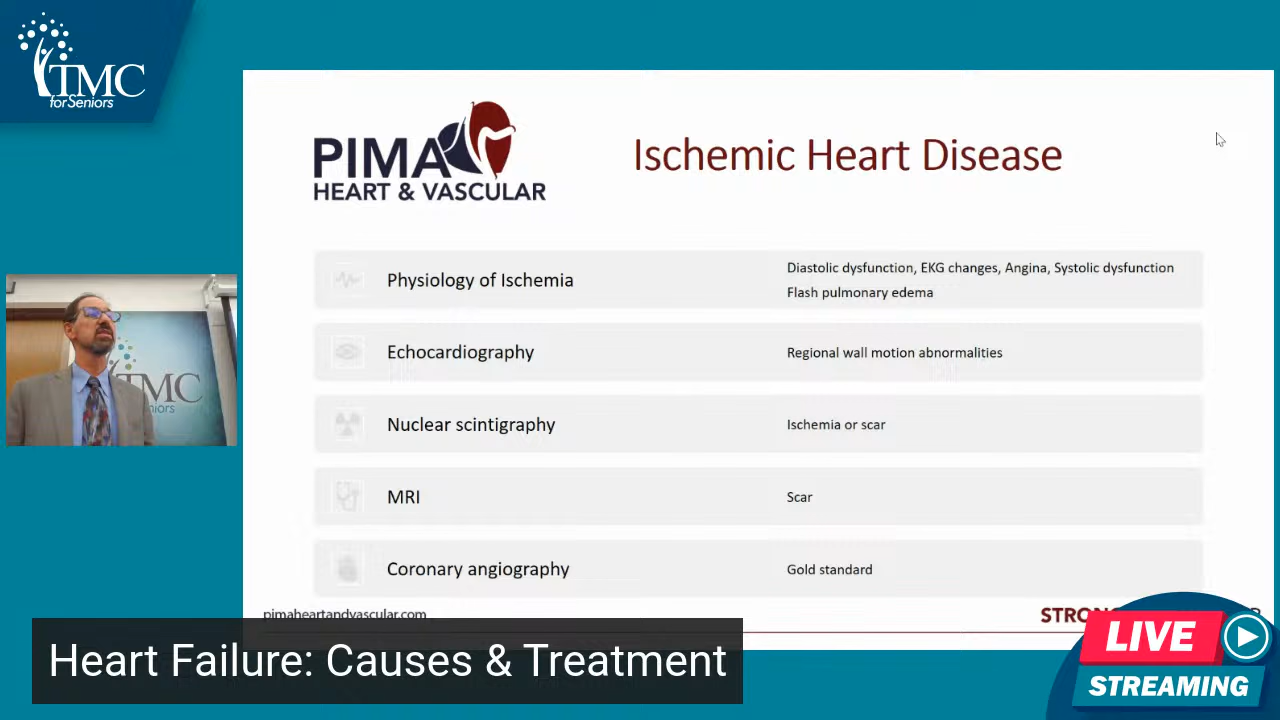 TMC
for Seniors
PIMA
HEART & VASCULAR
Ischemic Heart Disease
Physiology of Ischemia
Diastolic dysfunction, EKG changes, Angina, Systolic dysfunction
Flash pulmonary edema
Echocardiography
Regional wall motion abnormalities
Nuclear scintigraphy
Ischemia or scar
MRI
Scar
Coronary angiography
Gold standard
pimaheartandvascular.com
TMC
Heart Failure: Causes & Treatment
LIVE
STREAMING